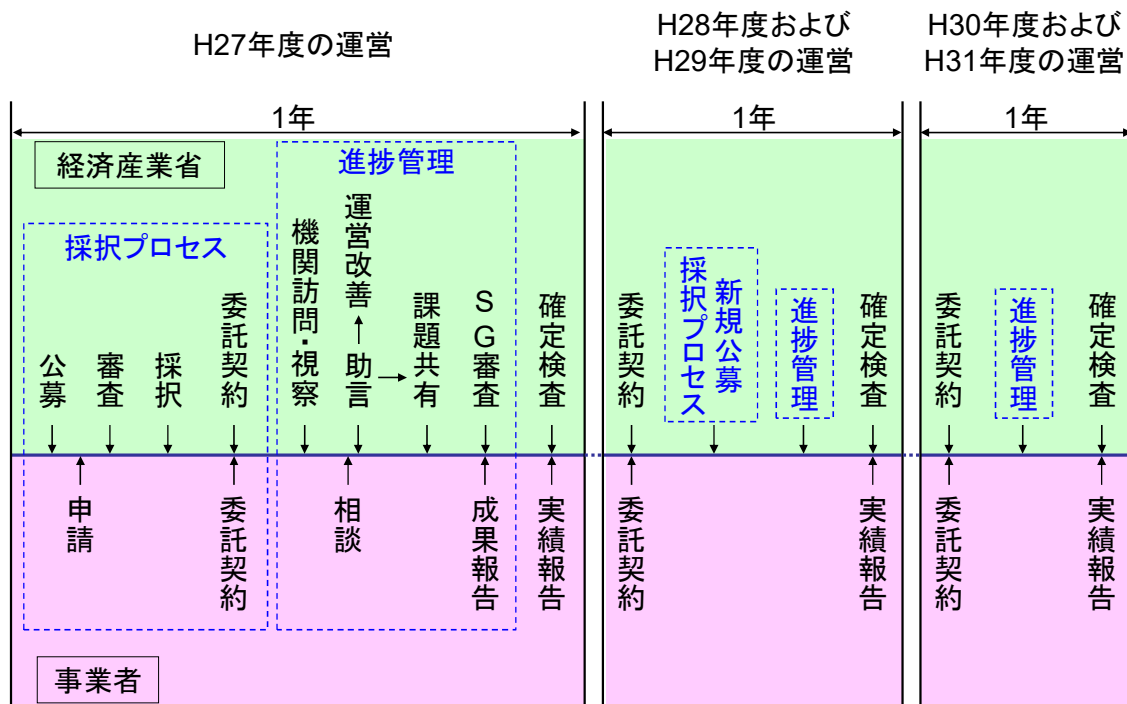 H27年度の運営
H28年度および
H29年度の運営
H30年度および
H31年度の運営
1年
1年
1年
経済産業省
採択プロセス
公募
審査
採択
委託契約
進捗管理
機関訪問・視察
運営改善
助言
課題共有
SG審査
確定検査
申請
委託契約
相談
成果報告
実績報告
事業者
委託契約
新規公募
採択プロセス
進捗管理
確定検査
委託契約
実績報告
委託契約
進捗管理
確定検査
委託契約
実績報告